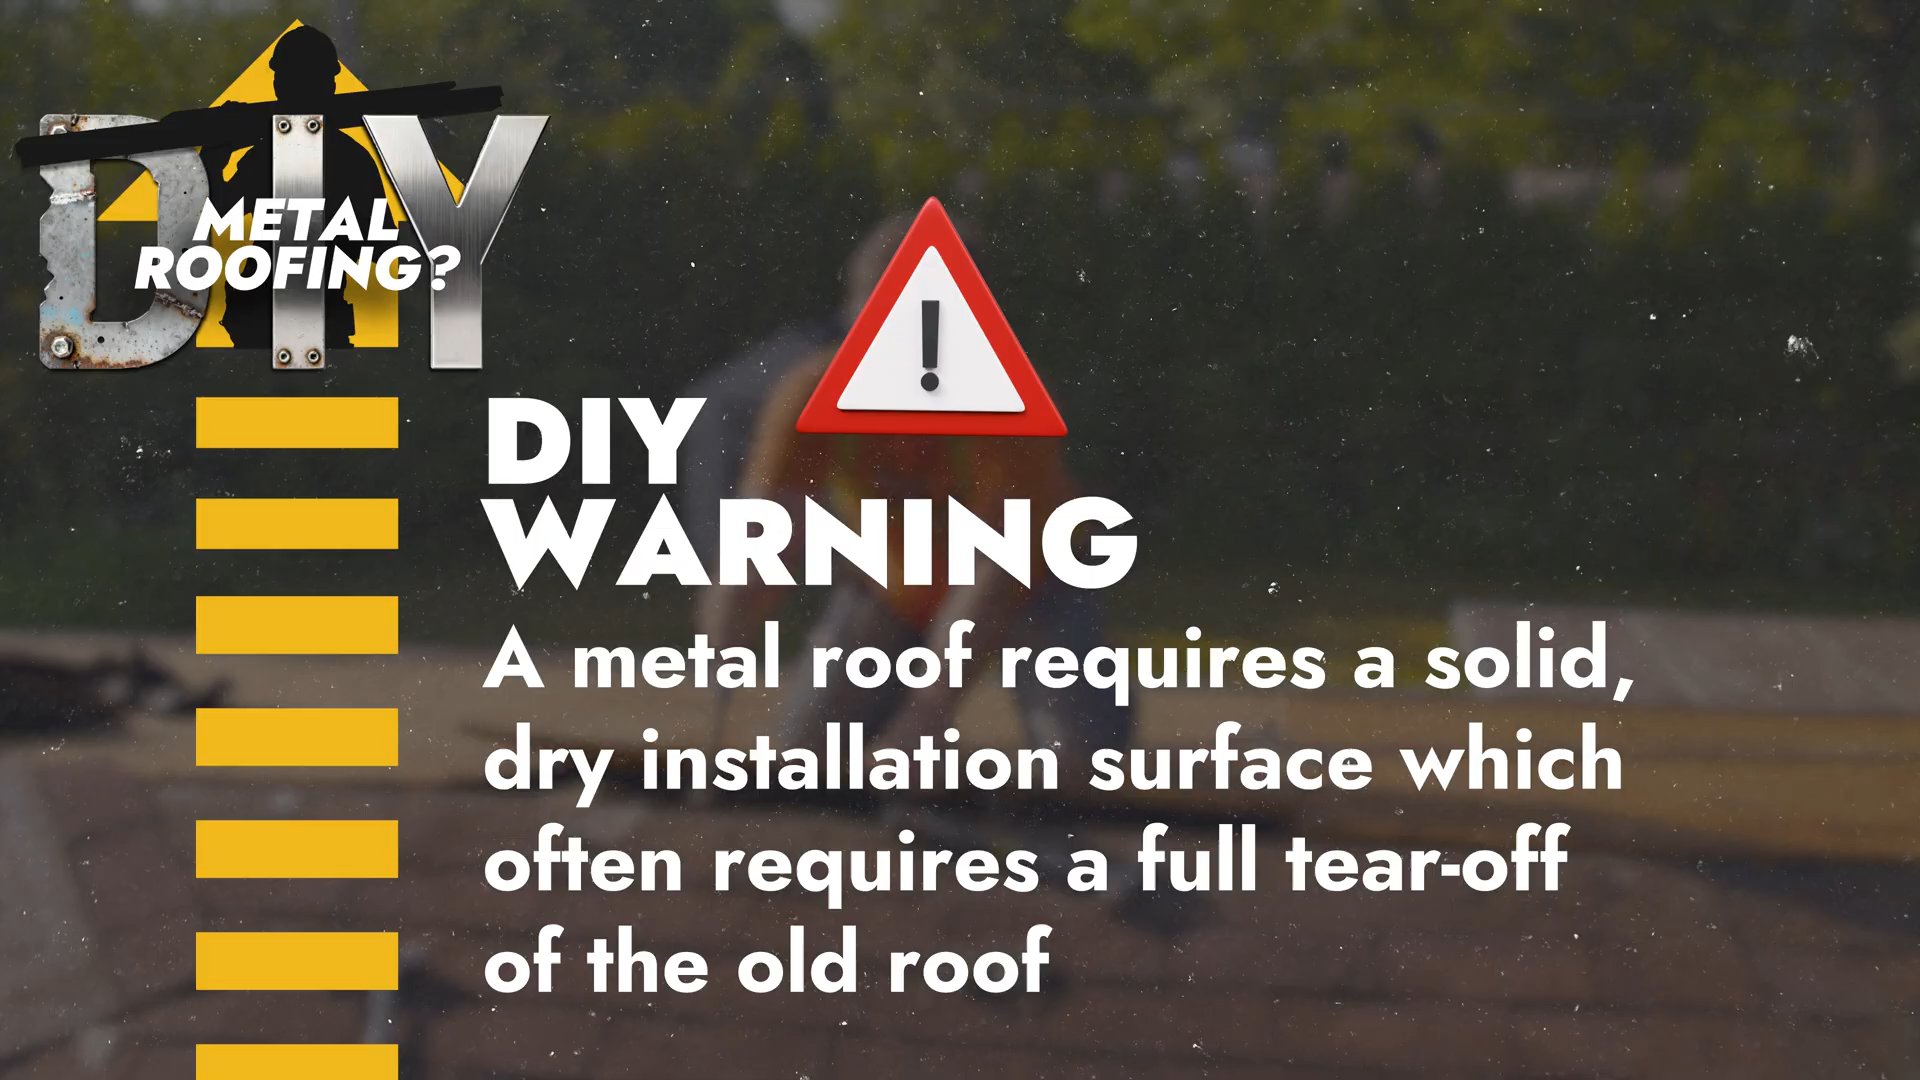 DIY
METAL
ROOFING?
!
DIY
WARNING
A metal roof requires a solid,
dry installation surface which
often requires a full tear-off
of the old roof